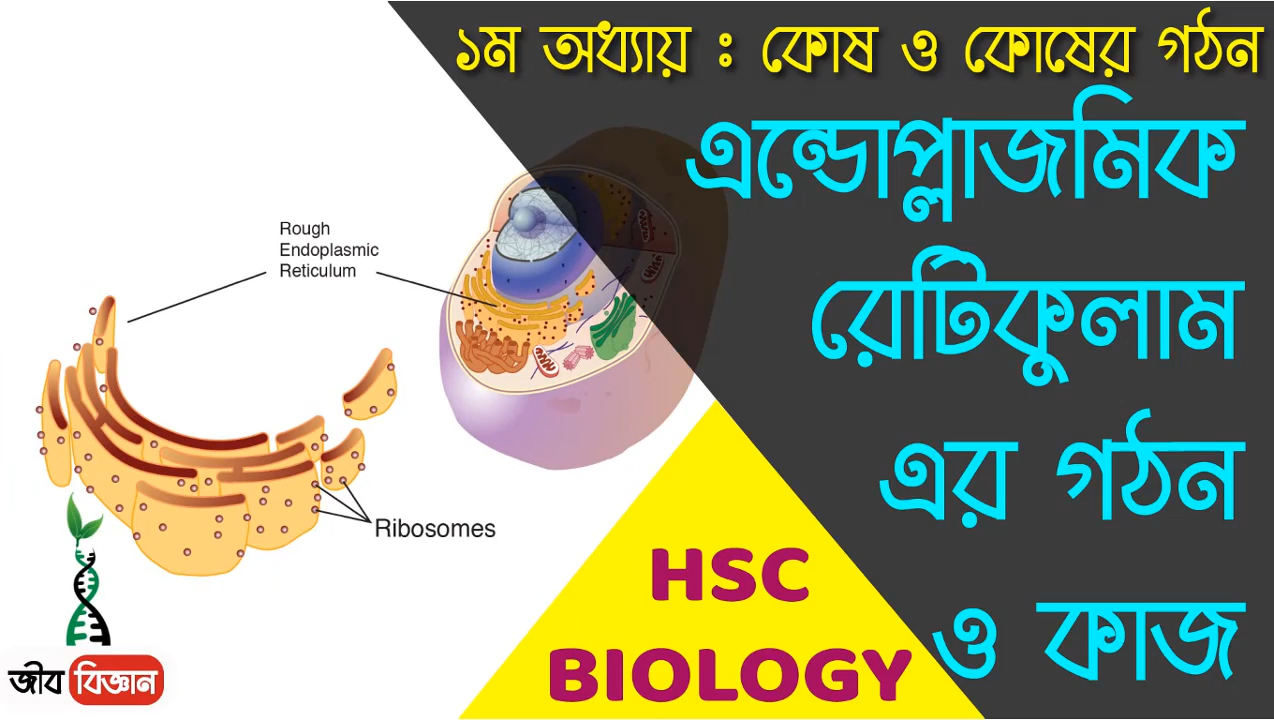 ১ম অধ্যায় : কোষ ও কোষের গঠন
এন্ডোপ্লাজমিক
রেটিকুলাম
এর গঠন
ও কাজ
Rough
Endoplasmic
Reticulum
Ribosomes
HSC
BIOLOGY
জীব বিজ্ঞান